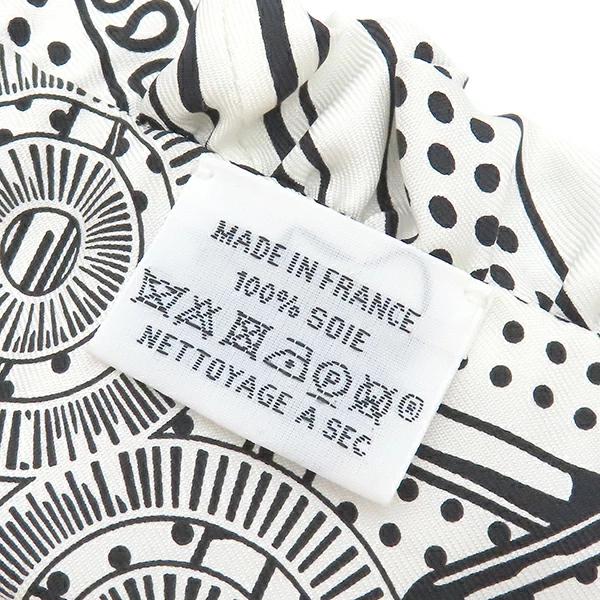 MADE IN FRANCE
100% SOIE
P W ®
NETTOYAGE A SEC